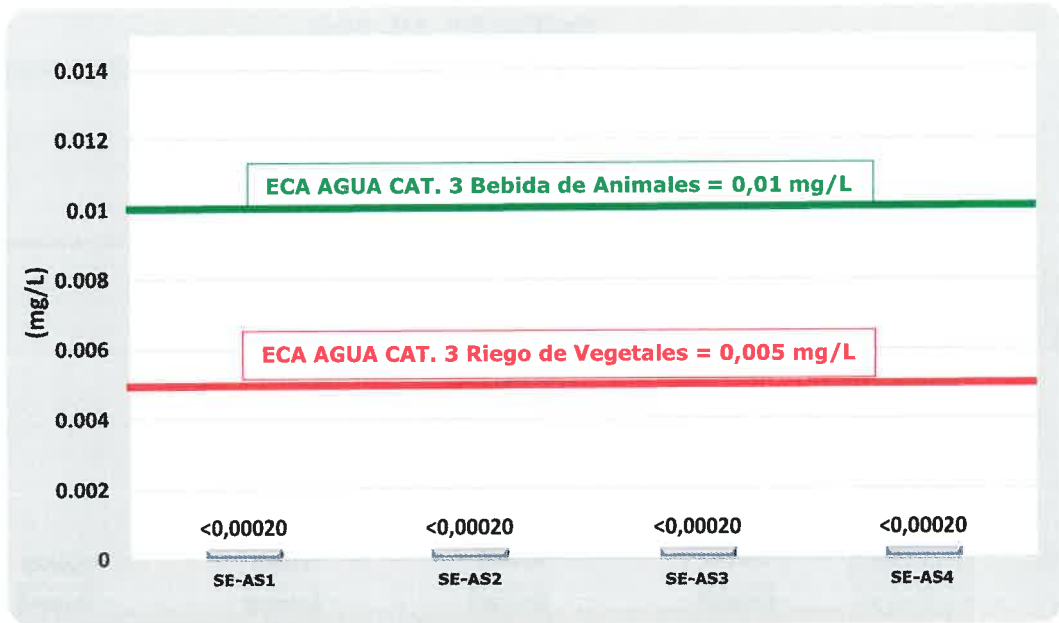 0.014
0.012
ECA AGUA CAT. 3 Bebida de Animales = 0,01 mg/L
0.01
(mg/L)
0.008
0.006
ECA AGUA CAT. 3 Riego de Vegetales = 0,005 mg/L
0.004
0.002
<0,00020 <0,00020 <0,00020 <0,00020
0
SE-AS1 SE-AS2 SE-AS3 SE-AS4